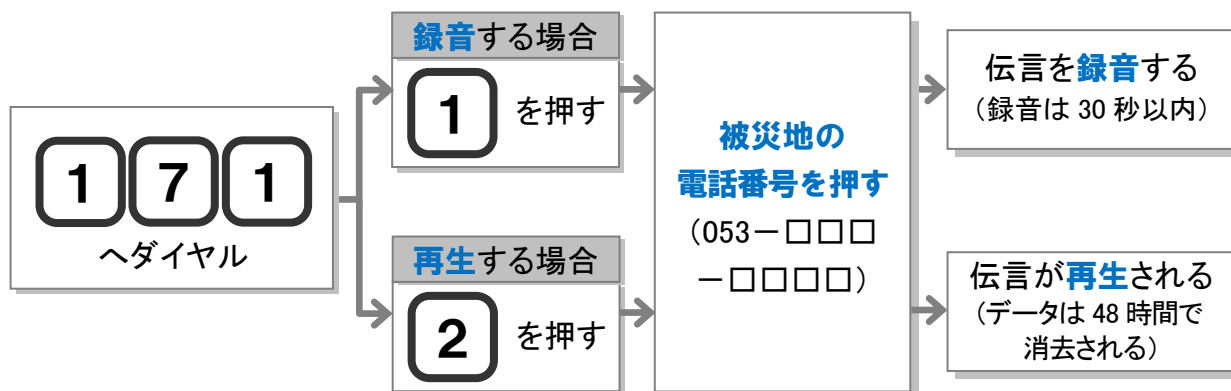 1 7 1
へダイヤル
録音する場合
1 を押す
再生する場合
2 を押す
被災地の
電話番号を押す
（053－□□□
－□□□□）
伝言を録音する
（録音は 30 秒以内）
伝言が再生される
（データは 48 時間で
消去される）